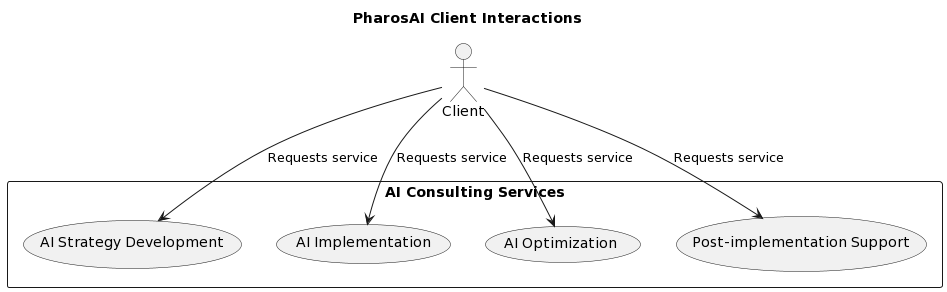 PharosAI Client Interactions
Client
Requests service
Requests service
Requests service
Requests service
AI Consulting Services
AI Strategy Development
AI Implementation
AI Optimization
Post-implementation Support